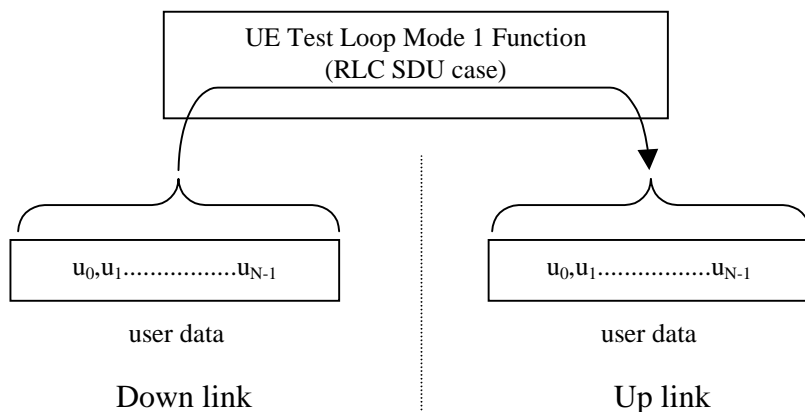 UE Test Loop Mode 1 Function
(RLC SDU case)
u0,u1.................uN-1
u0,u1.................uN-1
user data
user data
Down link
Up link